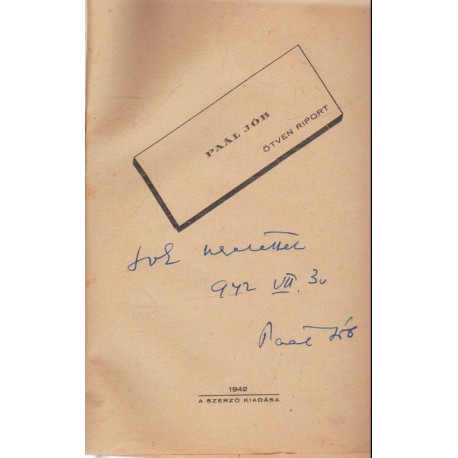 PAÁL JÓB
ÖTVEN RIPORT
Sok szeretettel
942 VII. 30
Paál Jób
1942
A SZERZŐ KIADÁSA